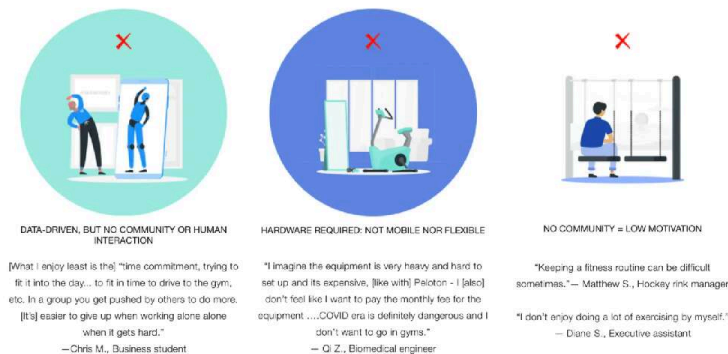 DATA-DRIVEN, BUT NO COMMUNITY OR HUMAN
INTERACTION
[What I enjoy least is the] "time commitment, trying to
fit it into the day... to fit in time to drive to the gym,
etc. In a group you get pushed by others to do more.
[It's] easier to give up when working alone alone
when it gets hard."
—Chris M., Business student
HARDWARE REQUIRED: NOT MOBILE NOR FLEXIBLE
"I imagine the equipment is very heavy and hard to
set up and its expensive, [like with] Peloton - I [also]
don't feel like I want to pay the monthly fee for the
equipment ....COVID era is definitely dangerous and I
don't want to go in gyms."
— Qi Z., Biomedical engineer
NO COMMUNITY = LOW MOTIVATION
"Keeping a fitness routine can be difficult
sometimes."— Matthew S., Hockey rink manager
"I don't enjoy doing a lot of exercising by myself."
— Diane S., Executive assistant